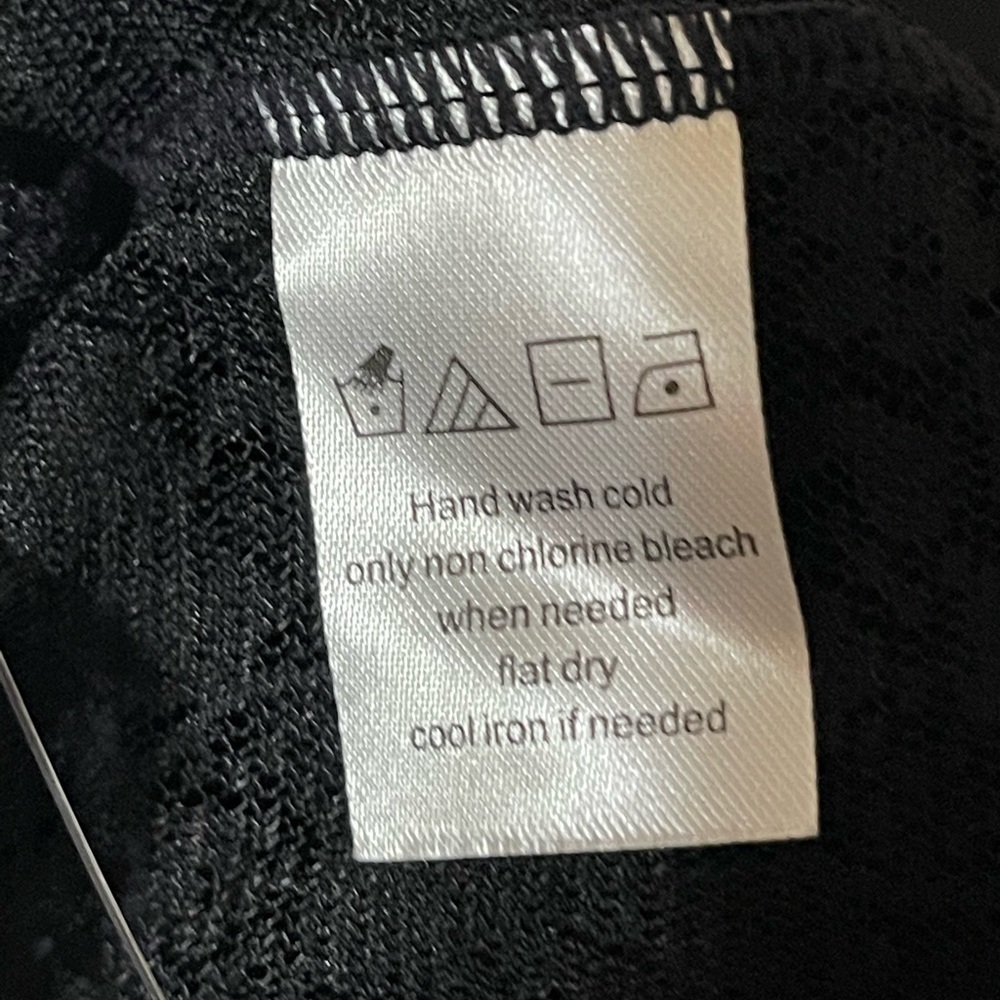 Hand wash cold
only non chlorine bleach
when needed
flat dry
cool iron if needed